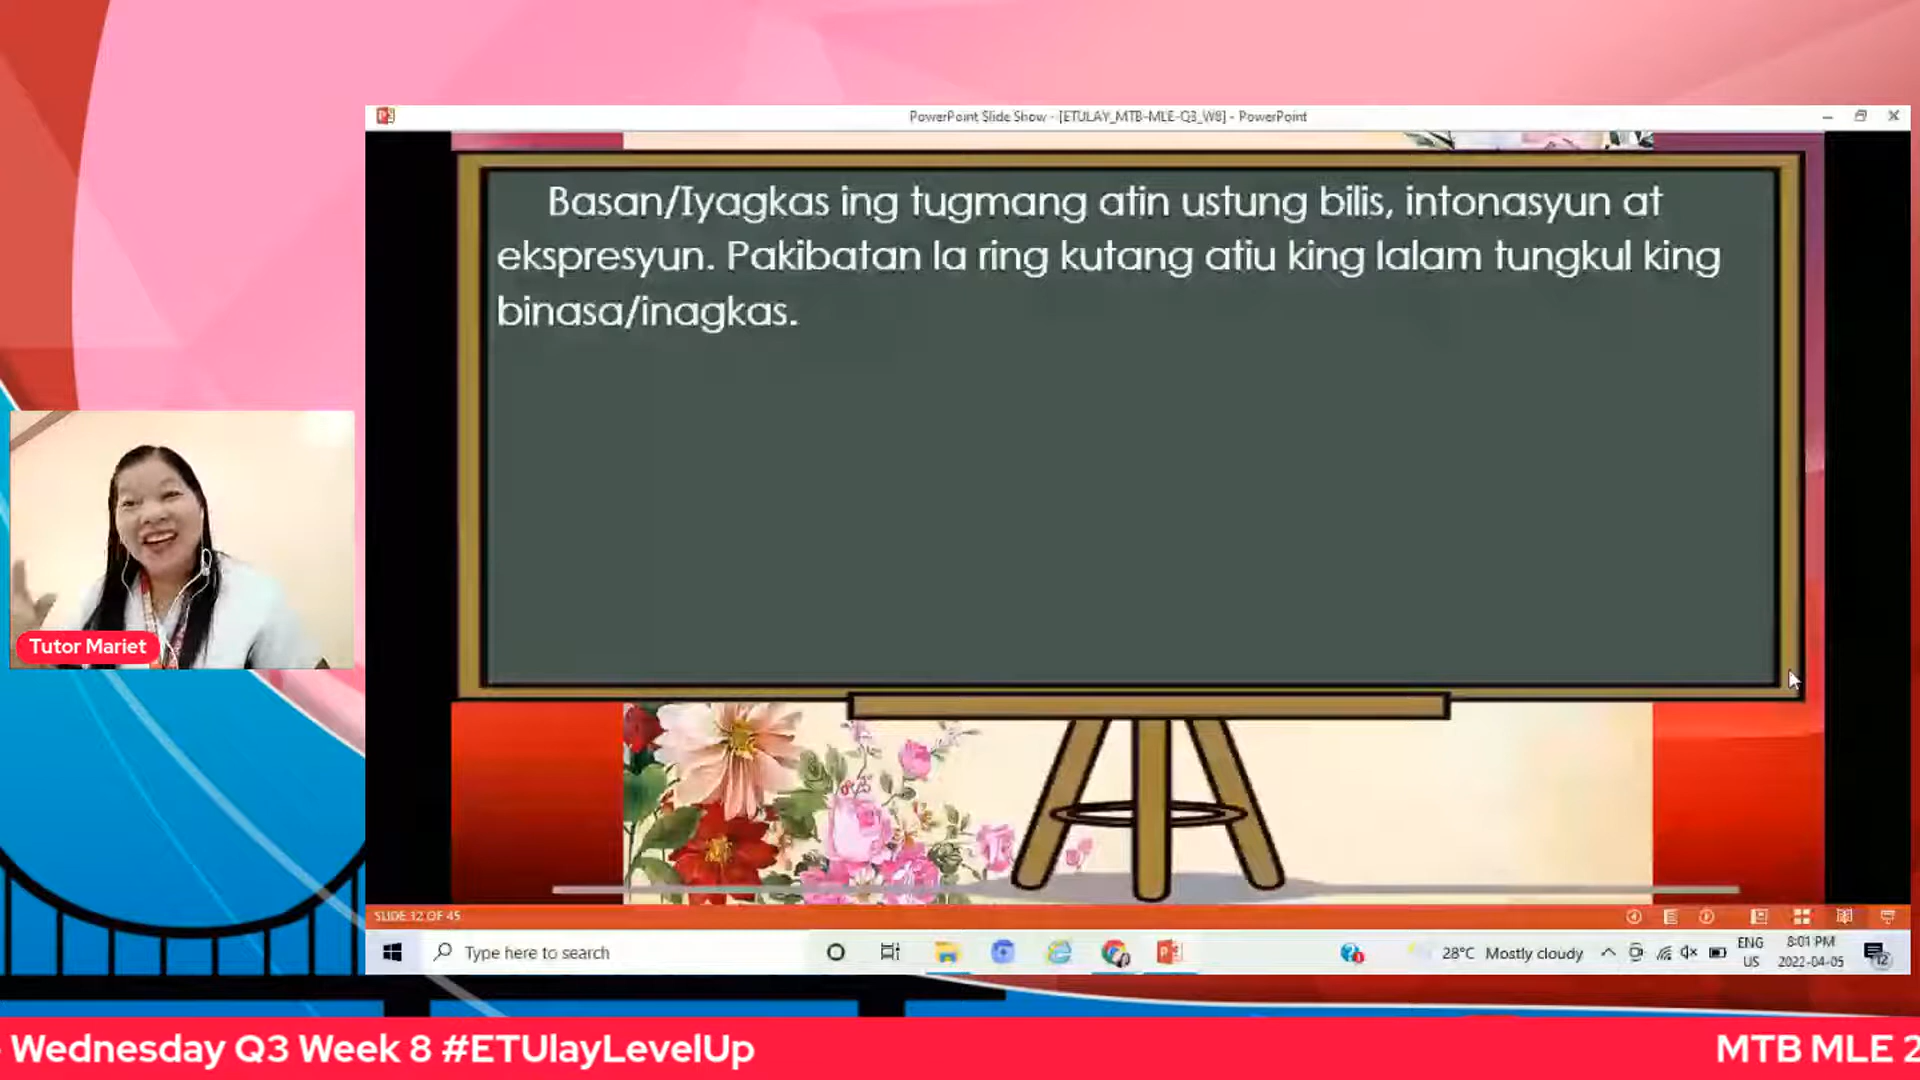 PowerPoint Slide Show - [ETULAY_MTB-MLE-Q3_W8] - PowerPoint
Basan/Iyagkas ing tugmang atin ustung bilis, intonasyun at
ekspresyun. Pakibatan la ring kutang atiu king lalam tungkul king
binasa/inagkas.
Tutor Mariet
SLIDE 12 OF 45
Type here to search
28°C Mostly cloudy
ENG
US
8:01 PM
2022-04-05
12
Wednesday Q3 Week 8 #ETUlayLevelUp
MTB MLE 2